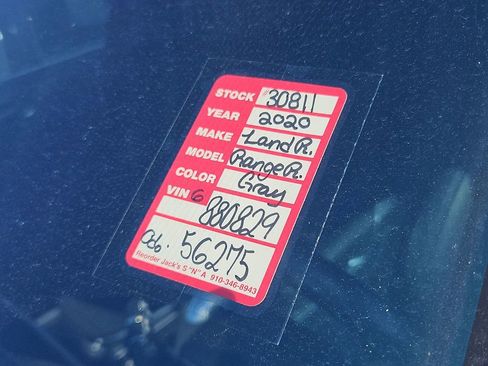 STOCK 30811
YEAR 2020
MAKE Land R.
MODEL Range R.
COLOR Gray
VIN 6
880829
Odo. 56275
Reorder Jack's S "N" A 910-346-8943